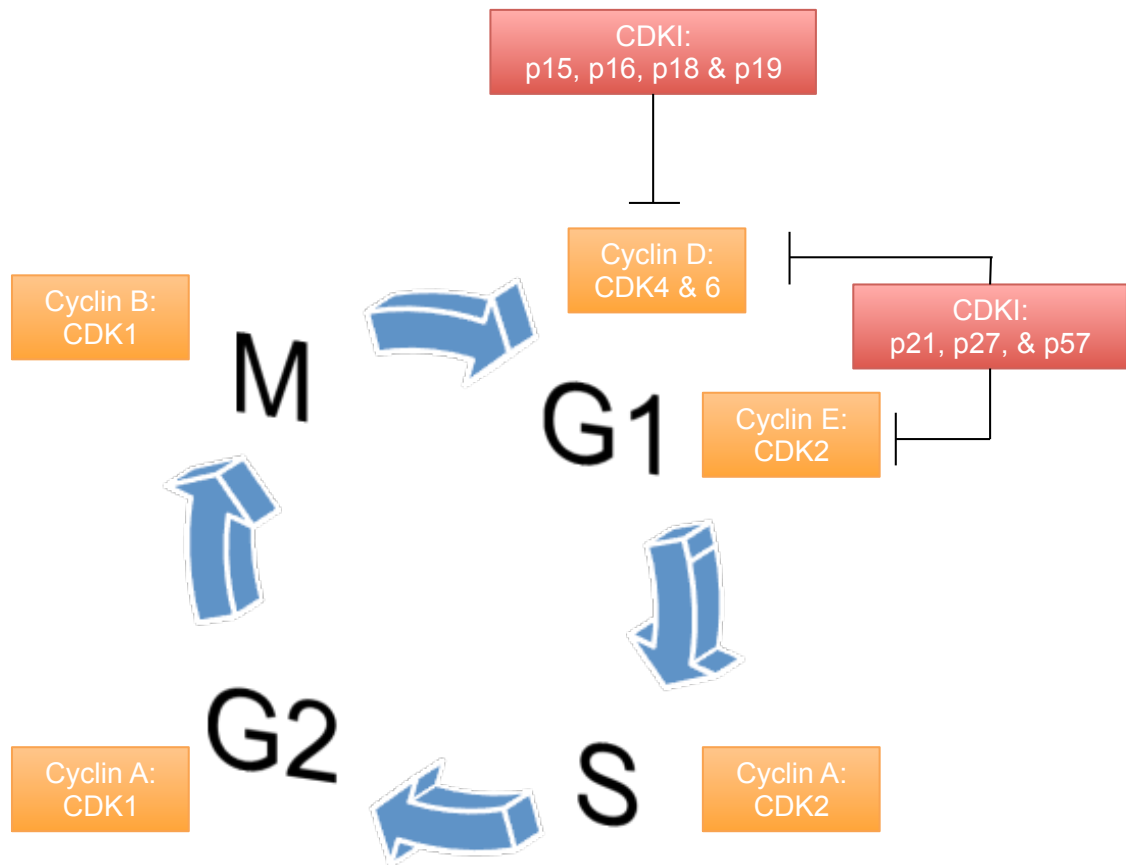 CDKI:
p15, p16, p18 & p19
Cyclin D:
CDK4 & 6
Cyclin B:
CDK1
CDKI:
p21, p27, & p57
M
G1
Cyclin E:
CDK2
G2
S
Cyclin A:
CDK1
Cyclin A:
CDK2